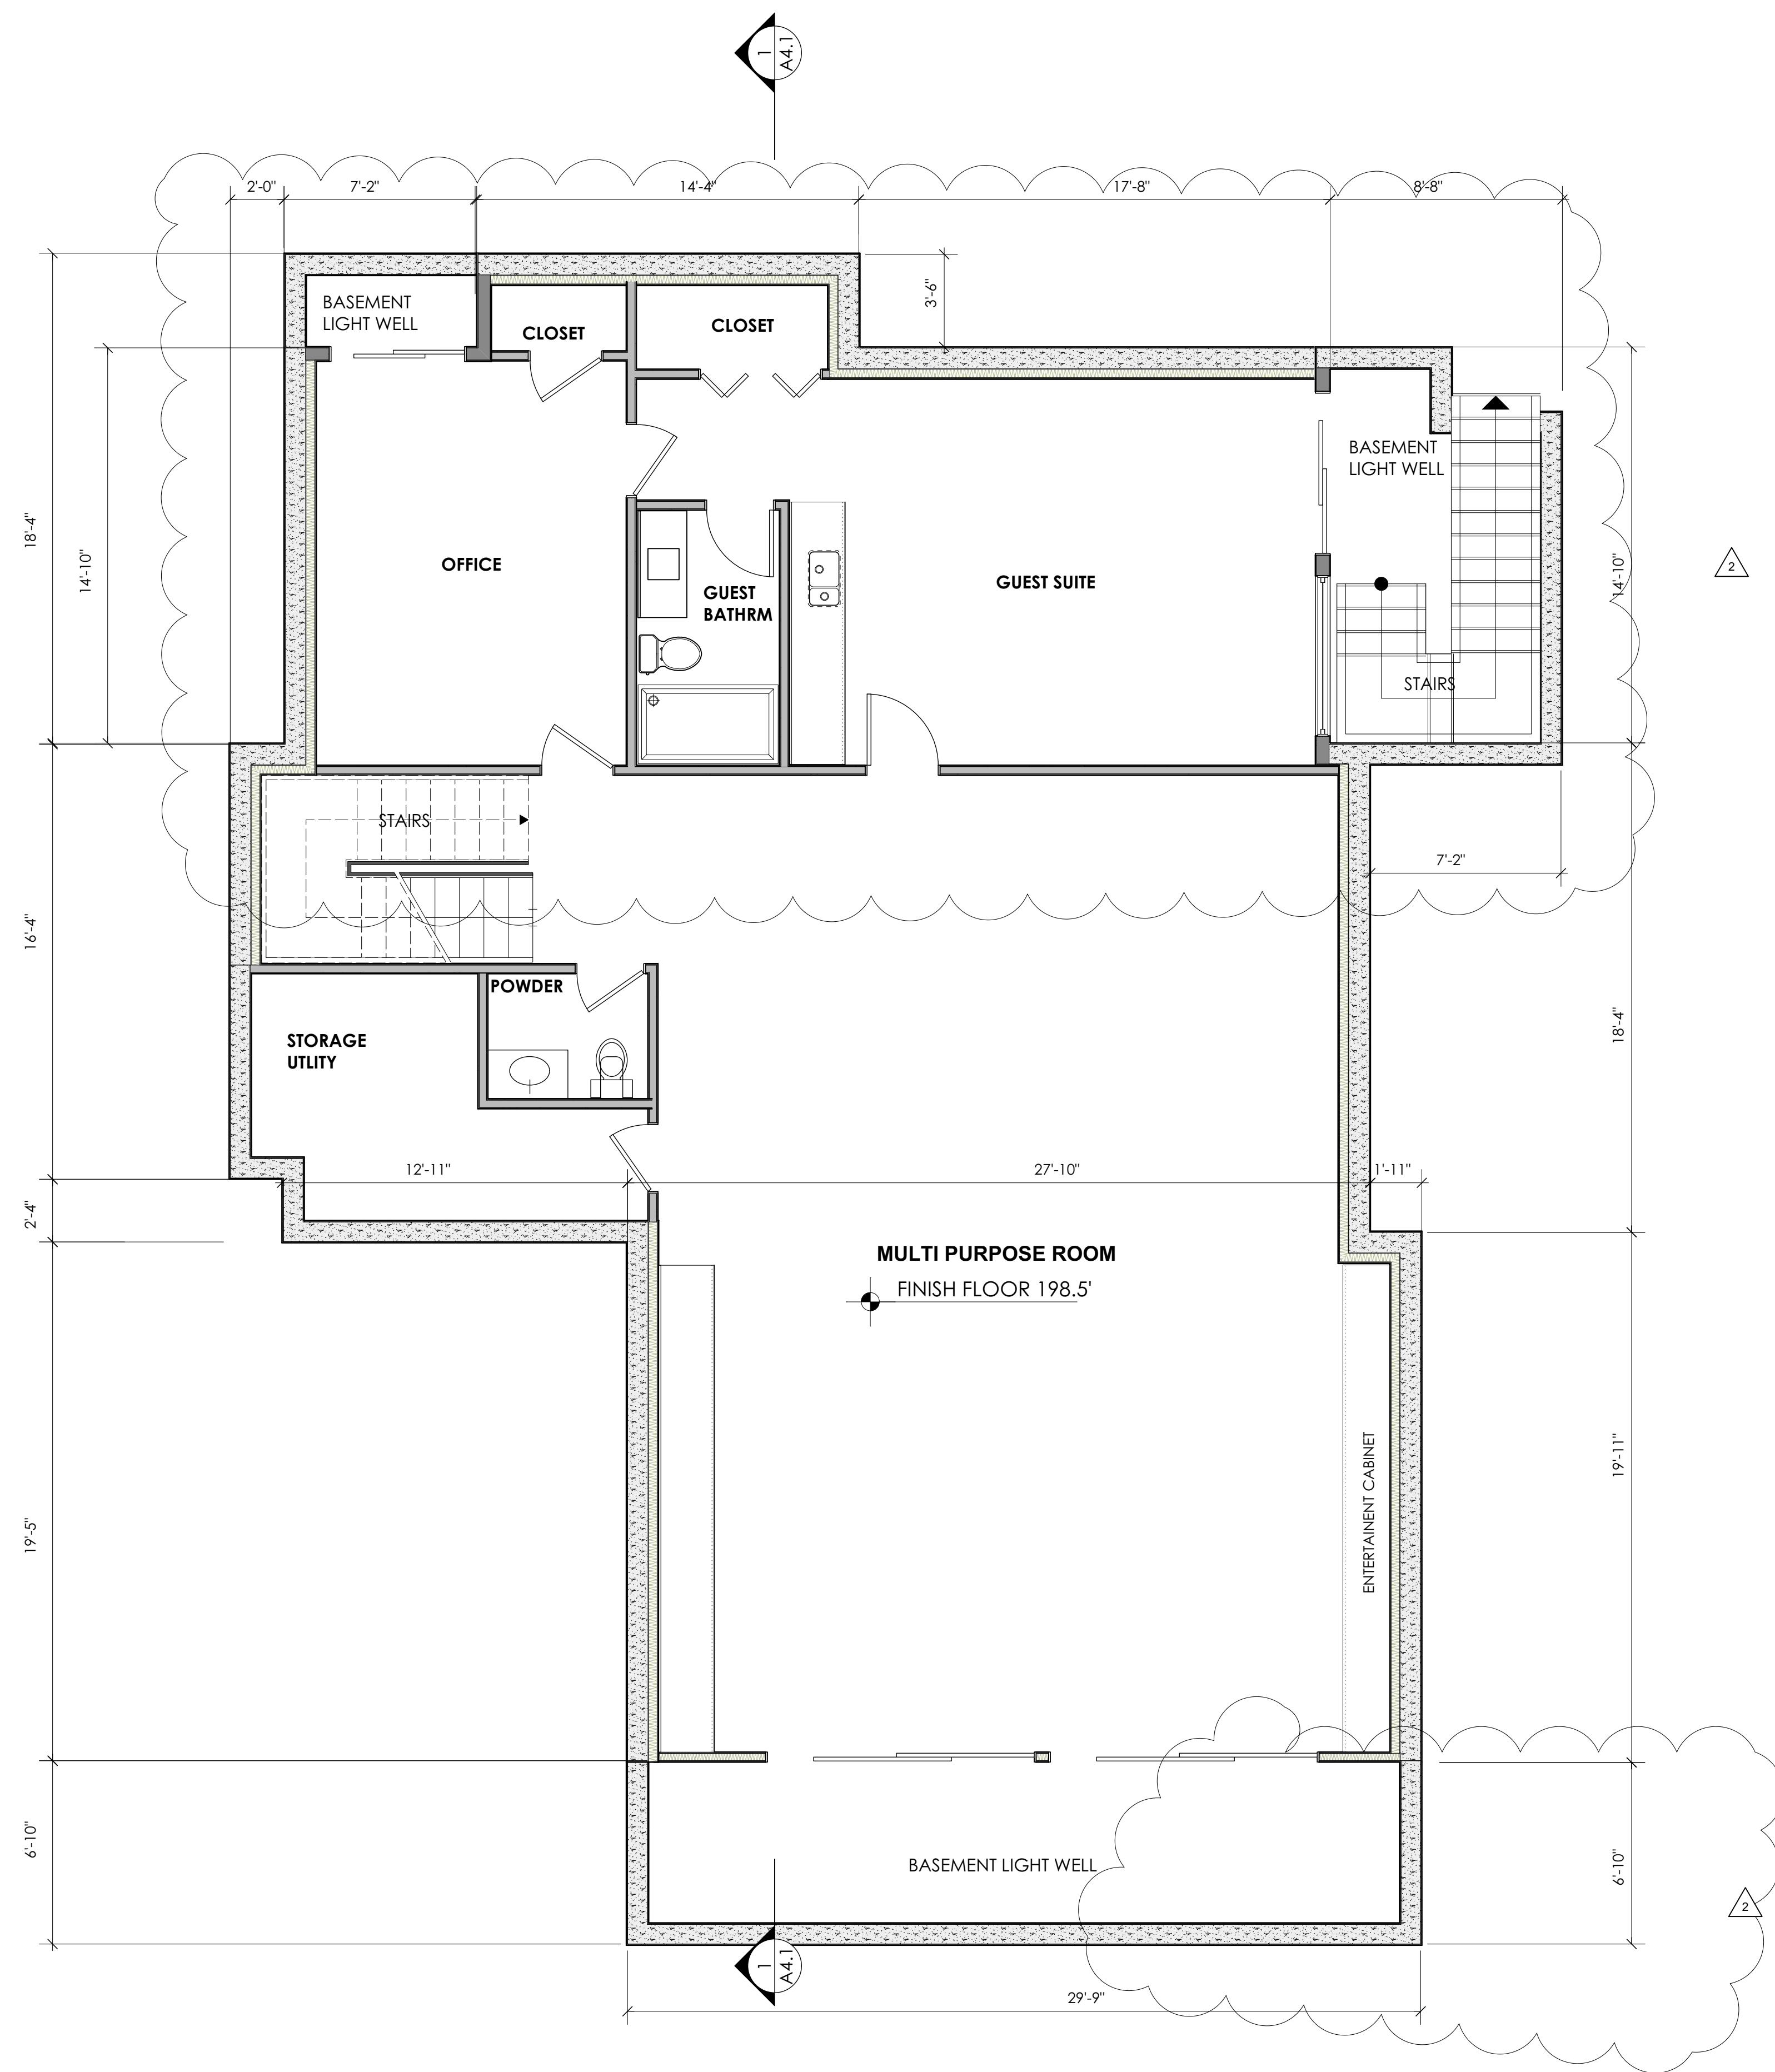 1
A4.1
2'-0"
7'-2"
14'-4"
17'-8"
8'-8"
3'-6"
BASEMENT
LIGHT WELL
CLOSET
CLOSET
BASEMENT
LIGHT WELL
18'-4"
14'-10"
OFFICE
GUEST
BATHRM
GUEST SUITE
14'-10"
2
STAIRS
STAIRS
7'-2"
16'-4"
POWDER
STORAGE
UTLITY
18'-4"
12'-11"
27'-10"
1'-11"
2'-4"
MULTI PURPOSE ROOM
FINISH FLOOR 198.5'
ENTERTAINENT CABINET
19'-11"
19'-5"
6'-10"
BASEMENT LIGHT WELL
6'-10"
2
1
A4.1
29'-9"